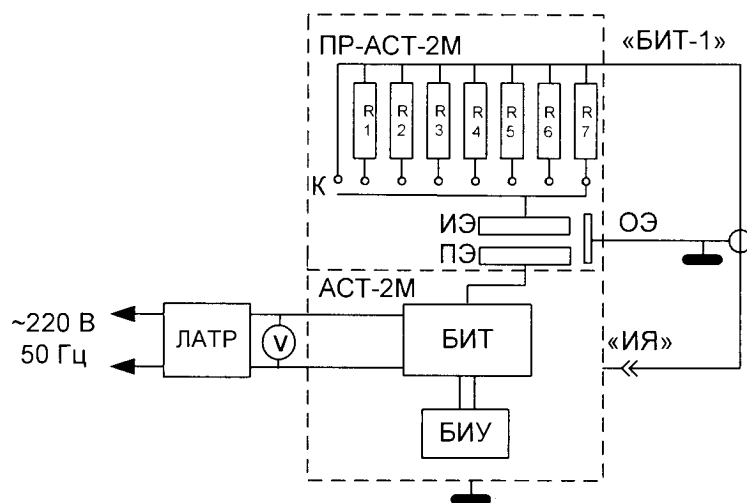 ПР-АСТ-2М
«БИТ-1»
R
1
R
2
R
3
R
4
R
5
R
6
R
7
К
ИЭ
ОЭ
ПЭ
АСТ-2М
~220 В
50 Гц
ЛАТР
V
БИТ
«ИЯ»
БИУ